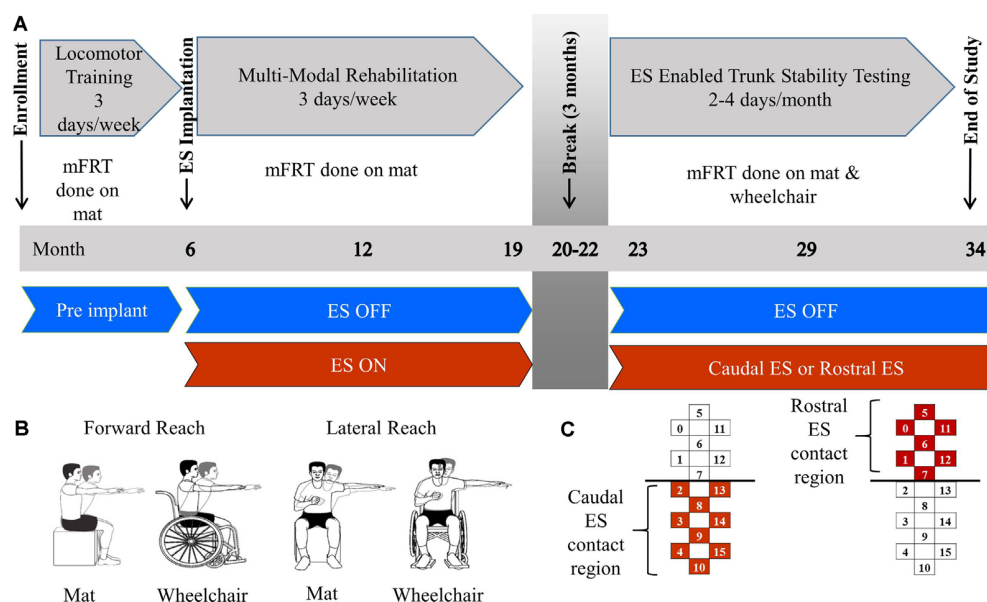 A
Enrollment
Locomotor
Training
3
days/week
mFRT
done on
mat
ES Implantation
Multi-Modal Rehabilitation
3 days/week
mFRT done on mat
Break (3 months)
ES Enabled Trunk Stability Testing
2-4 days/month
mFRT done on mat &
wheelchair
End of Study
Month 6 12 19 20-22 23 29 34
Pre implant ES OFF ES OFF
ES ON Caudal ES or Rostral ES
B
Forward Reach Lateral Reach
Mat Wheelchair Mat Wheelchair
C
5
0 11
6
1 12
7
Caudal
ES
contact
region
2 13
8
3 14
9
4 15
10
Rostral
ES
contact
region
5
0 11
6
1 12
7
2 13
8
3 14
9
4 15
10